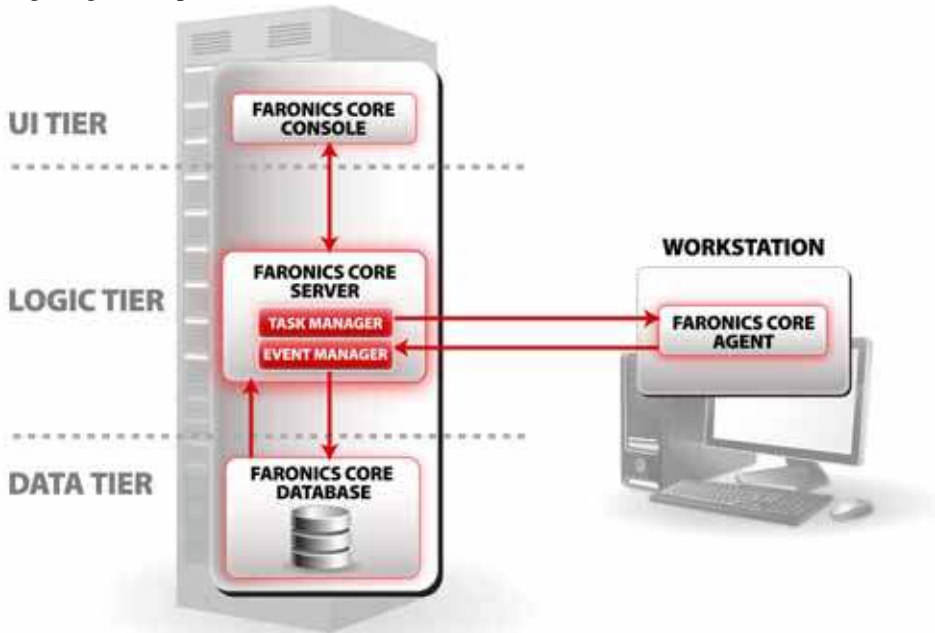 UI TIER
FARONICS CORE
CONSOLE
LOGIC TIER
FARONICS CORE
SERVER
TASK MANAGER
EVENT MANAGER
WORKSTATION
FARONICS CORE
AGENT
DATA TIER
FARONICS CORE
DATABASE